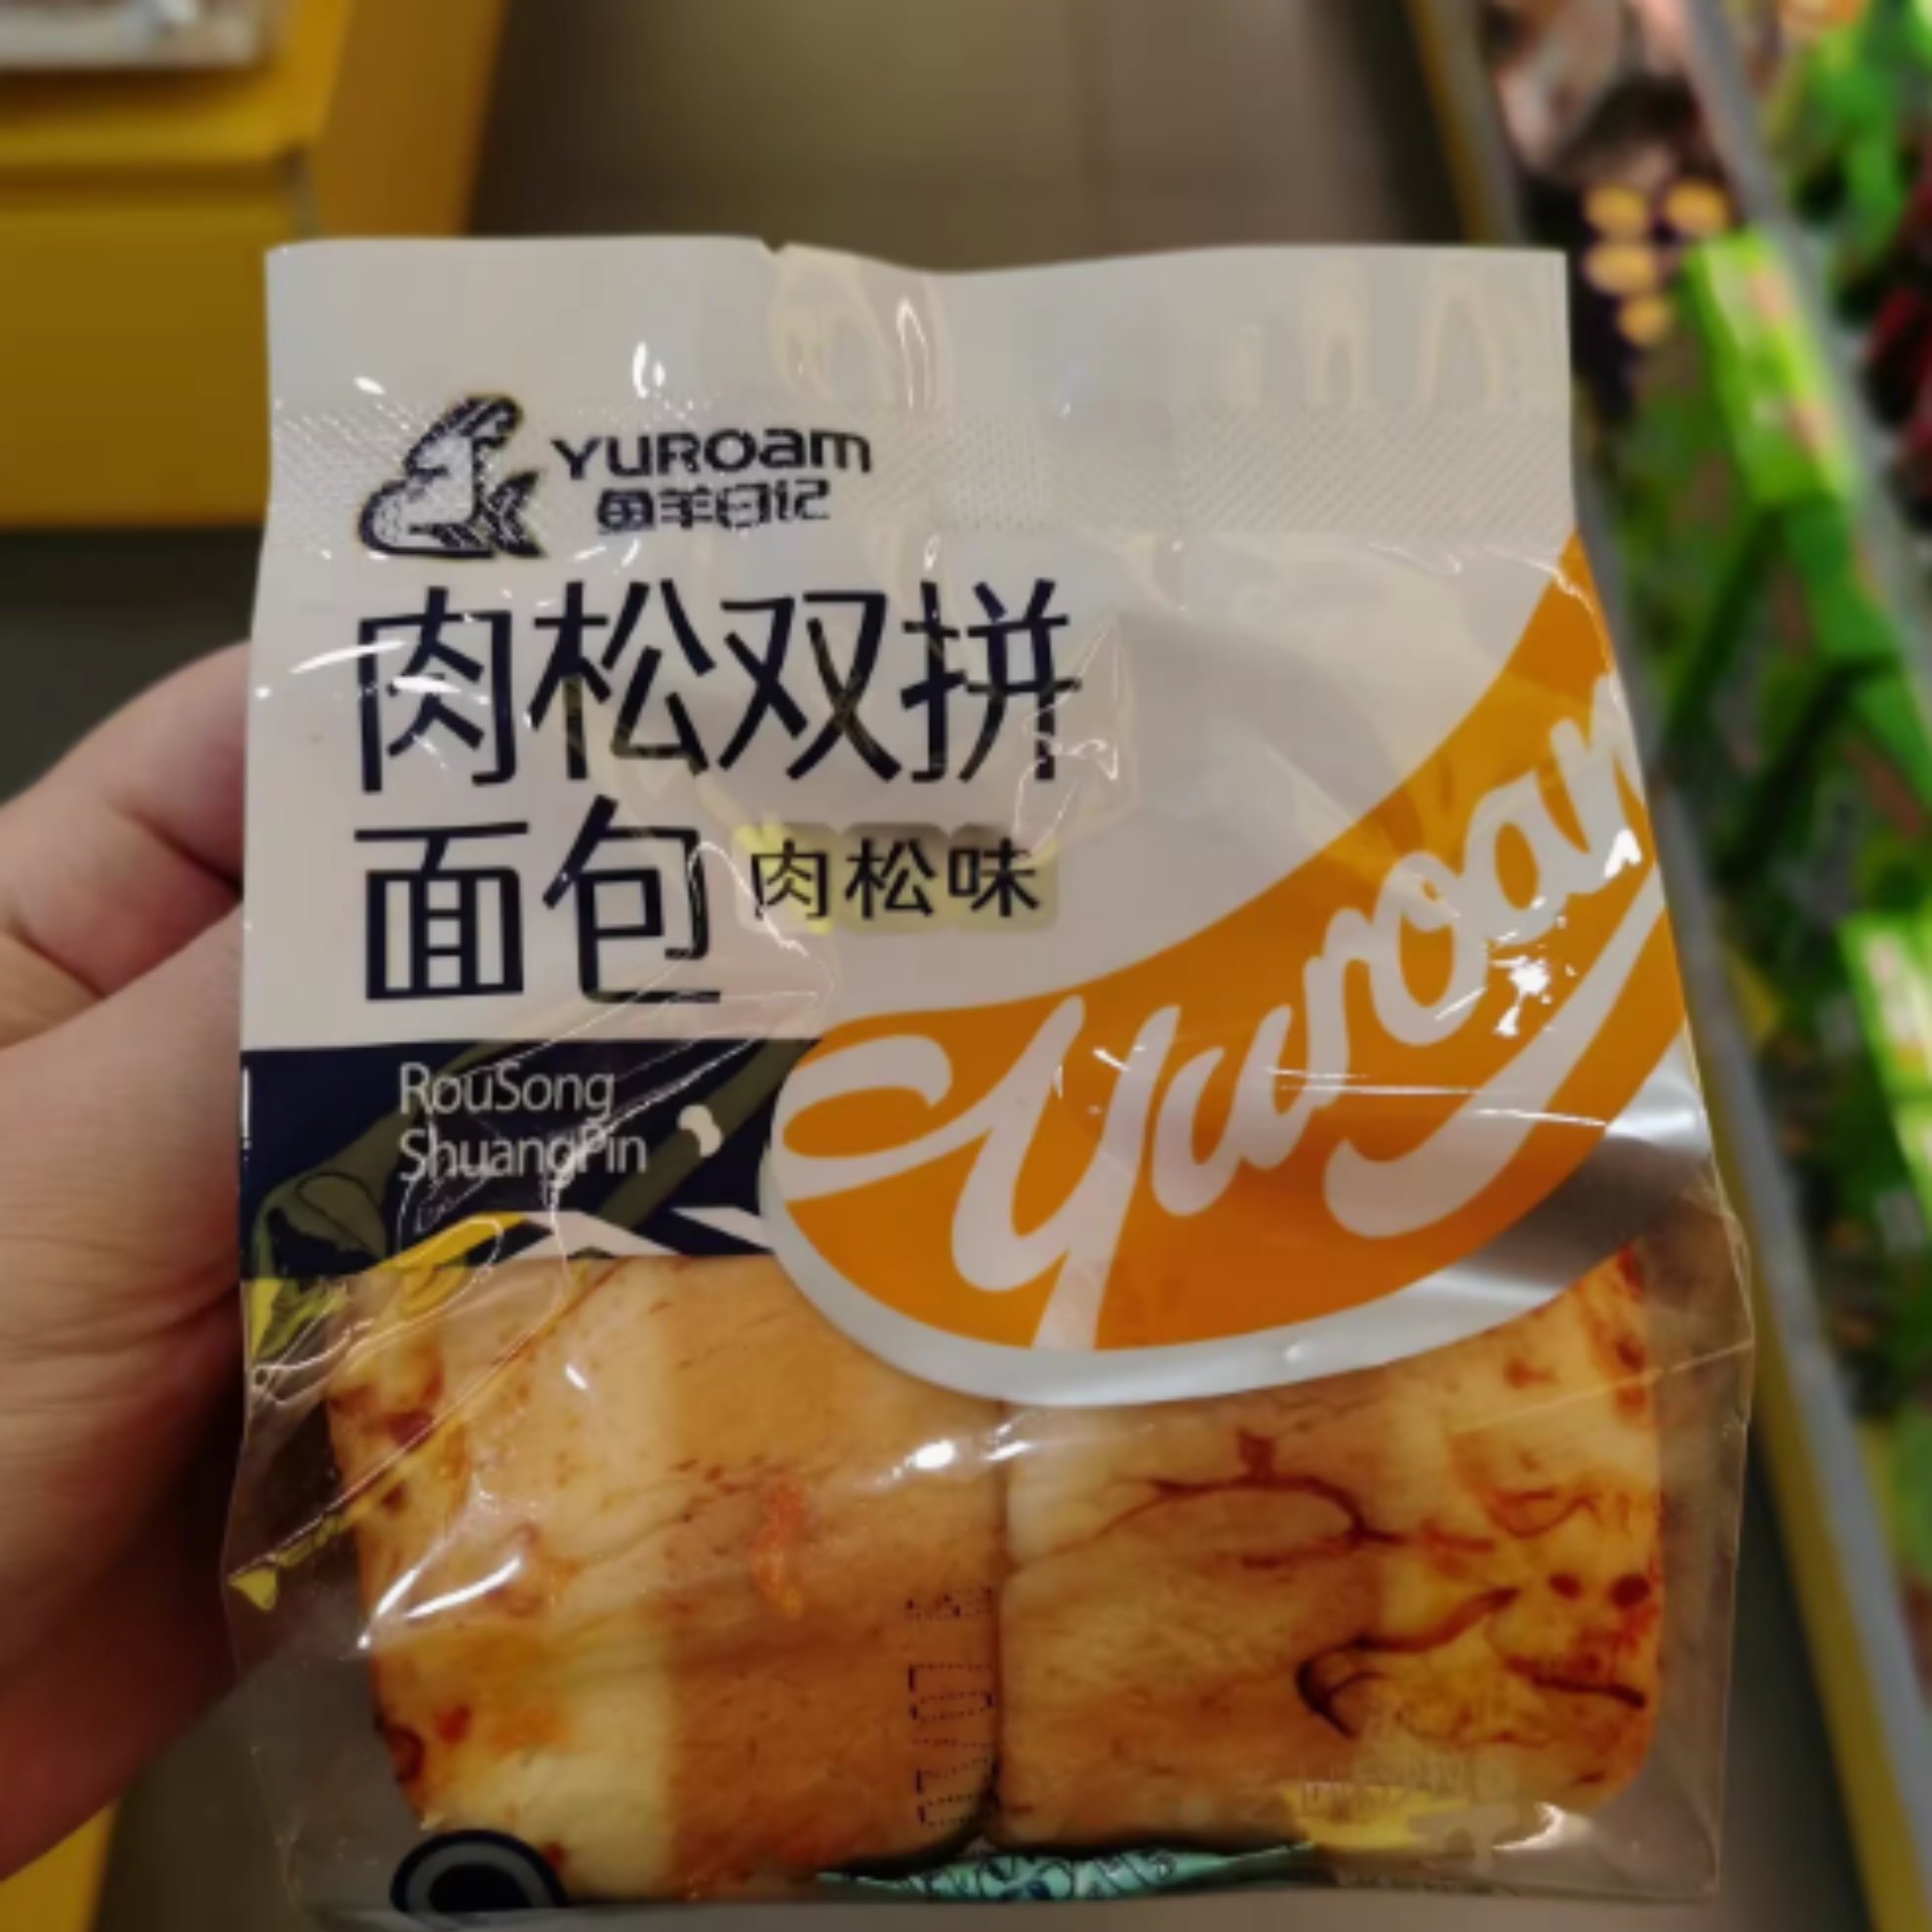 YUROam
鱼羊日记
肉松双拼
面包 肉松味
RouSong
ShuangPin
Yuroam